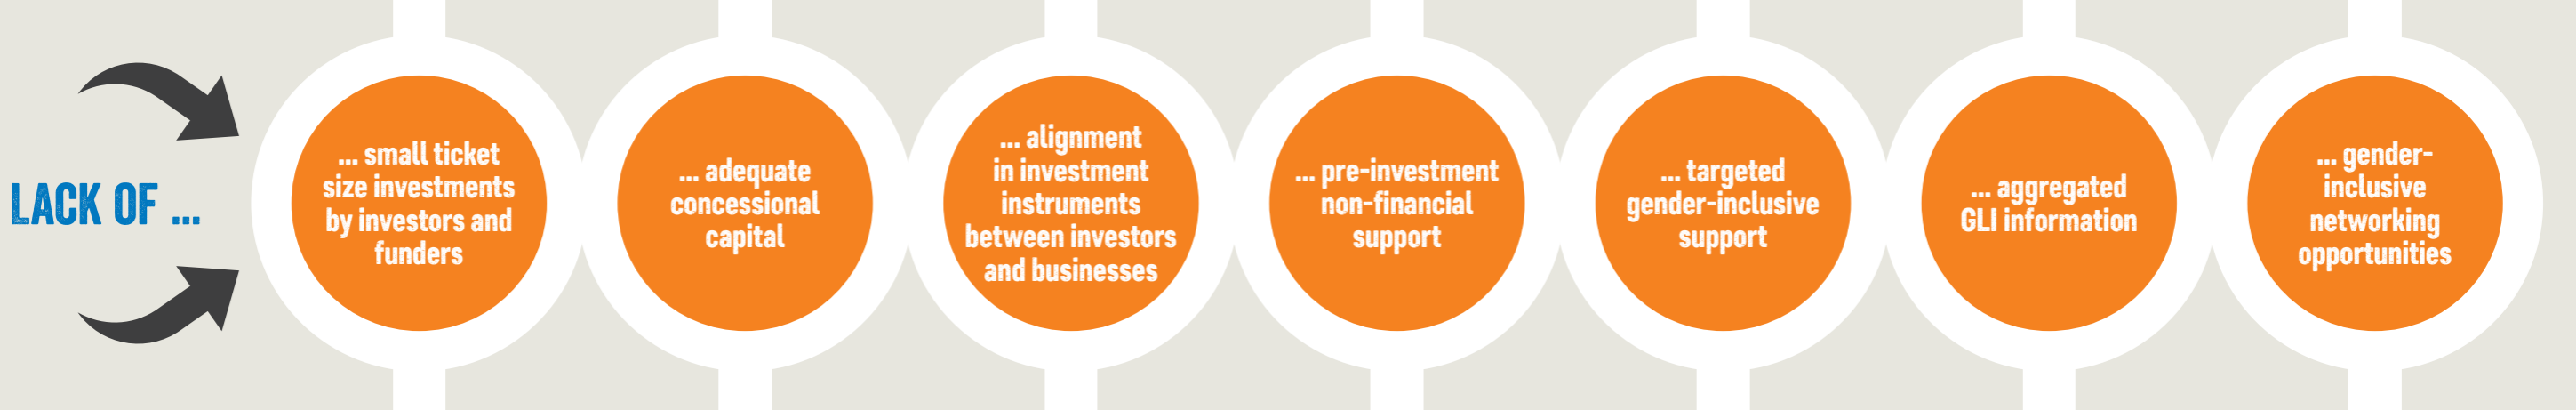 LACK OF ...
... small ticket
size investments
by investors and
funders
... adequate
concessional
capital
... alignment
in investment
instruments
between investors
and businesses
... pre-investment
non-financial
support
... targeted
gender-inclusive
support
... aggregated
GLI information
... gender-
inclusive
networking
opportunities